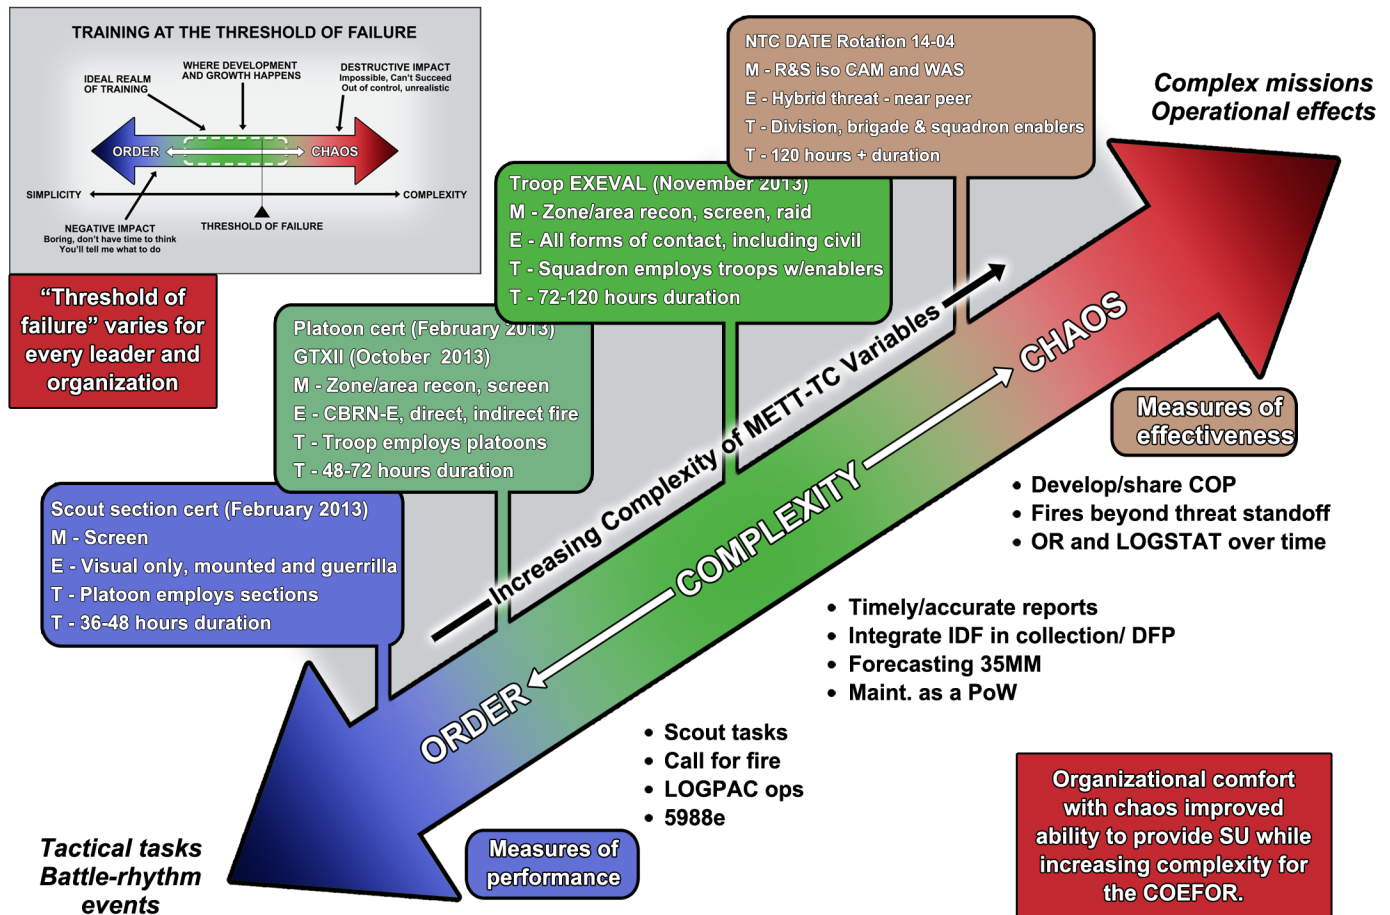 TRAINING AT THE THRESHOLD OF FAILURE
IDEAL REALM
OF TRAINING
WHERE DEVELOPMENT
AND GROWTH HAPPENS
DESTRUCTIVE IMPACT
Impossible, Can't Succeed
Out of control, unrealistic
ORDER
CHAOS
SIMPLICITY
COMPLEXITY
THRESHOLD OF FAILURE
NEGATIVE IMPACT
Boring, don't have time to think
You'll tell me what to do
“Threshold of
failure” varies for
every leader and
organization
NTC DATE Rotation 14-04
M - R&S iso CAM and WAS
E - Hybrid threat - near peer
T - Division, brigade & squadron enablers
T - 120 hours + duration
Complex missions
Operational effects
Troop EXEVAL (November 2013)
M - Zone/area recon, screen, raid
E - All forms of contact, including civil
T - Squadron employs troops w/enablers
T - 72-120 hours duration
Platoon cert (February 2013)
GTXII (October 2013)
M - Zone/area recon, screen
E - CBRN-E, direct, indirect fire
T - Troop employs platoons
T - 48-72 hours duration
Scout section cert (February 2013)
M - Screen
E - Visual only, mounted and guerrilla
T - Platoon employs sections
T - 36-48 hours duration
Increasing Complexity of METT-TC Variables
CHAOS
COMPLEXITY
ORDER
Measures of
effectiveness
• Develop/share COP
• Fires beyond threat standoff
• OR and LOGSTAT over time
• Timely/accurate reports
• Integrate IDF in collection/ DFP
• Forecasting 35MM
• Maint. as a PoW
• Scout tasks
• Call for fire
• LOGPAC ops
• 5988e
Measures of
performance
Tactical tasks
Battle-rhythm
events
Organizational comfort
with chaos improved
ability to provide SU while
increasing complexity for
the COEFOR.